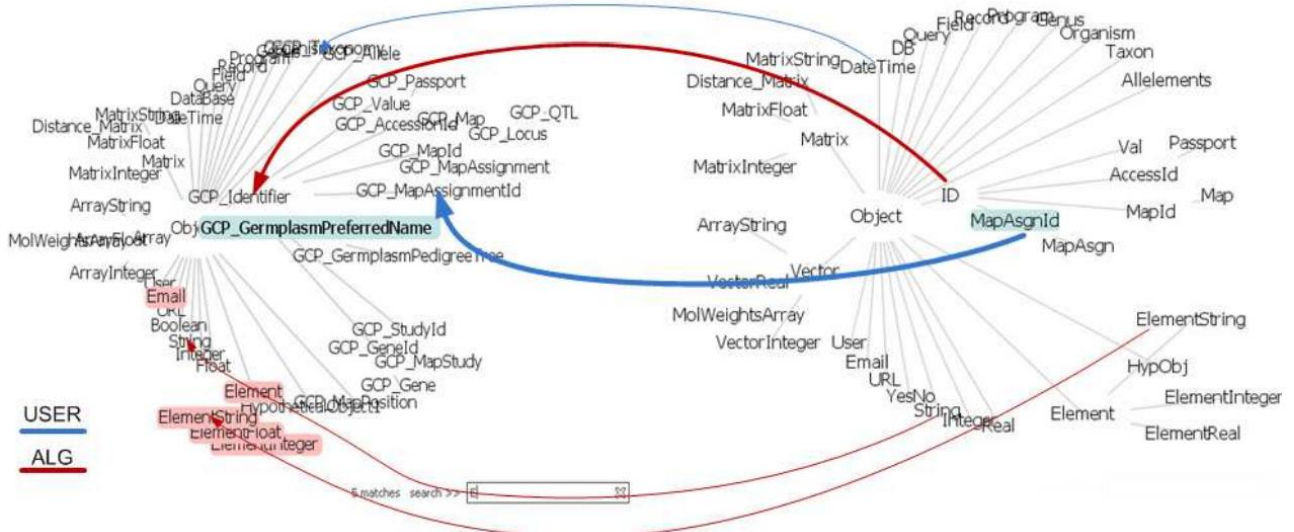 GCP_Allele
Program
Record
Field
Query
DataBase
DateTime
MatrixString
Distance_Matrix
MatrixFloat
Matrix
MatrixInteger
GCP_Passport
GCP_Value
GCP_AccessionId
GCP_Map
GCP_QTL
GCP_Locus
GCP_MapId
GCP_MapAssignment
GCP_MapAssignmentId
GCP_Identifier
ArrayString
GCP_GermplasmPreferredName
MolWeightsArray
ArrayFloat
Array
GCP_GermplasmPedigreeTree
ArrayInteger
User
Email
URL
Boolean
String
Integer
Float
GCP_StudyId
GCP_GeneId
GCP_MapStudy
GCP_Gene
GCP_MapPosition
Element
ElementString
ElementFloat
ElementInteger
USER
ALG
5 matches search >>
Program
Record
Genus
Field
Organism
Query
DB
Taxon
MatrixString
DateTime
Distance_Matrix
Allelements
MatrixFloat
Matrix
Val
Passport
MatrixInteger
AccessId
ID
Map
MapId
Object
MapAsgnId
ArrayString
MapAsgn
Vector
VectorReal
MolWeightsArray
VectorInteger
User
ElementString
Email
HypObj
URL
YesNo
ElementInteger
String
Element
Integer
Real
ElementReal